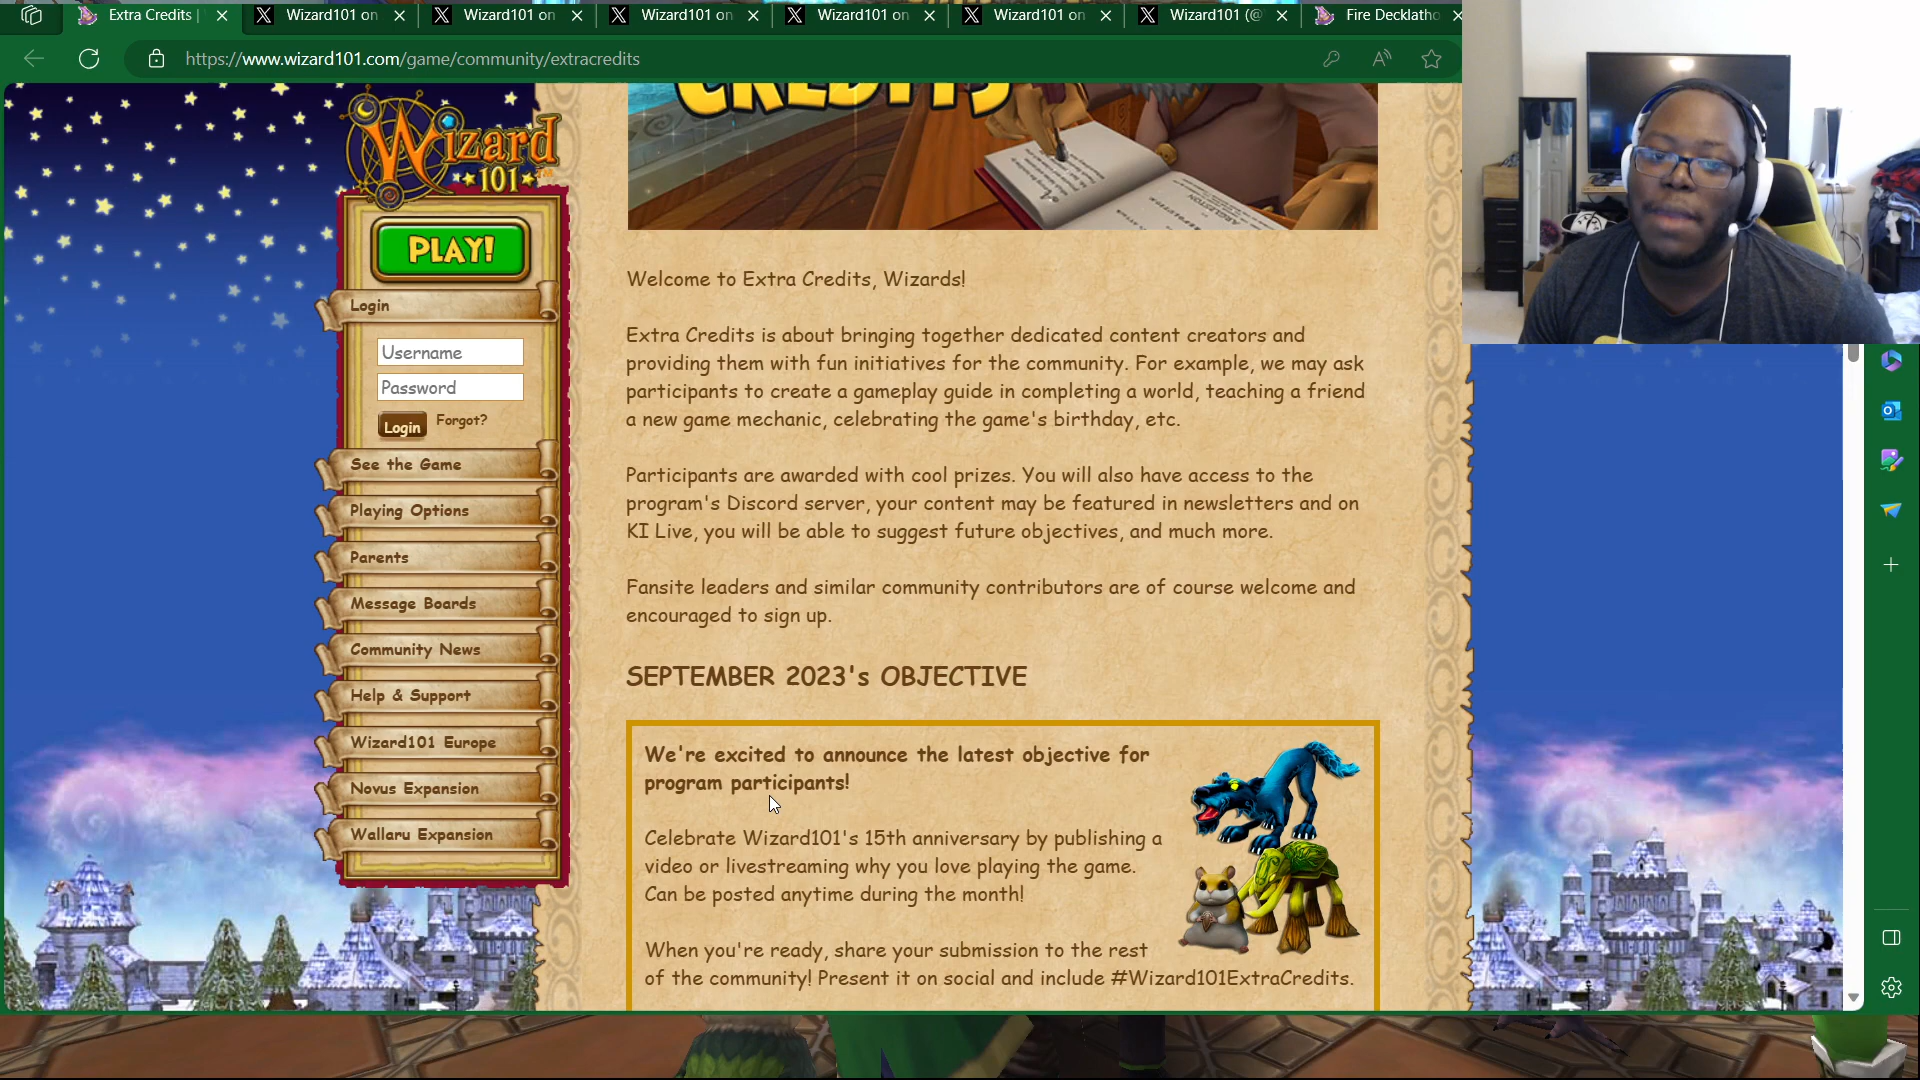 Extra Credits |
Wizard101 on
Wizard101 on
Wizard101 on
Wizard101 on
Wizard101 on
Wizard101 (@
Fire Decklatho
https://www.wizard101.com/game/community/extracredits
CREDITS
Wizard
101
TM
PLAY!
Login
Username
Password
Login
Forgot?
See the Game
Playing Options
Parents
Message Boards
Community News
Help & Support
Wizard101 Europe
Novus Expansion
Wallaru Expansion
Welcome to Extra Credits, Wizards!
Extra Credits is about bringing together dedicated content creators and
providing them with fun initiatives for the community. For example, we may ask
participants to create a gameplay guide in completing a world, teaching a friend
a new game mechanic, celebrating the game's birthday, etc.
Participants are awarded with cool prizes. You will also have access to the
program's Discord server, your content may be featured in newsletters and on
KI Live, you will be able to suggest future objectives, and much more.
Fansite leaders and similar community contributors are of course welcome and
encouraged to sign up.
SEPTEMBER 2023's OBJECTIVE
We're excited to announce the latest objective for
program participants!
Celebrate Wizard101's 15th anniversary by publishing a
video or livestreaming why you love playing the game.
Can be posted anytime during the month!
When you're ready, share your submission to the rest
of the community! Present it on social and include #Wizard101ExtraCredits.